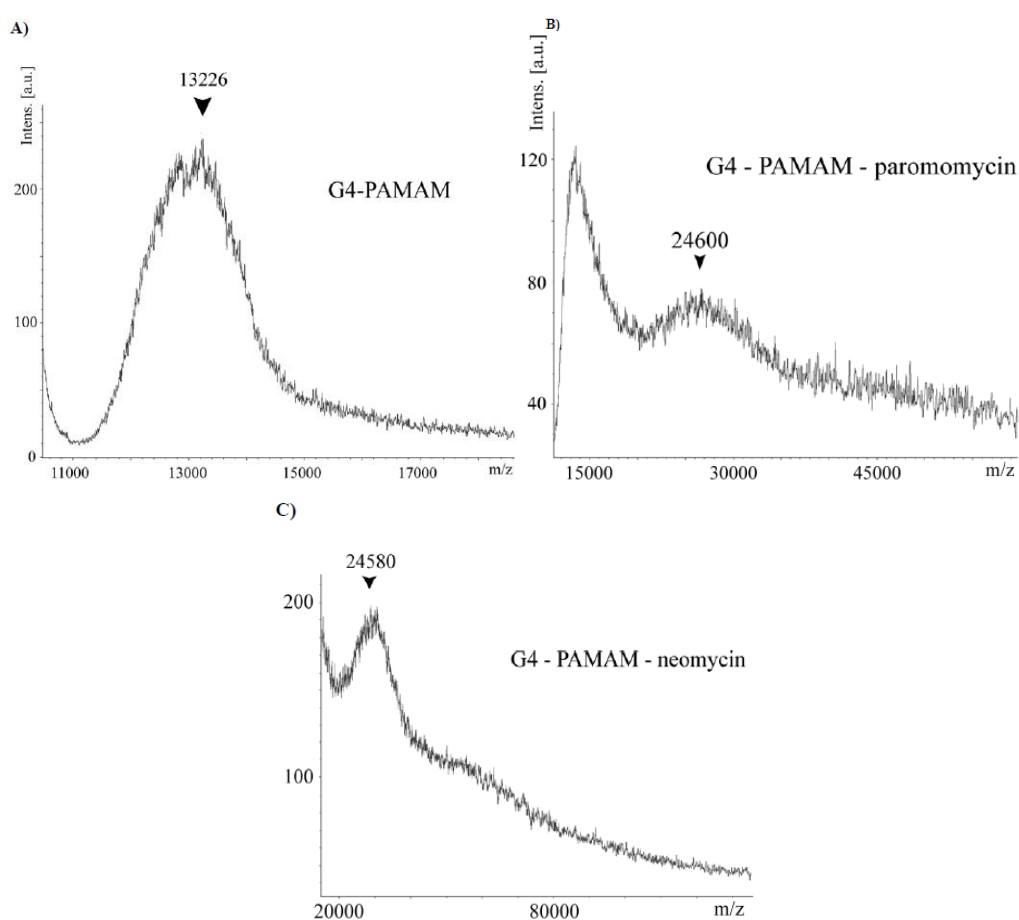 A)
Intens. [a.u.]
13226
G4-PAMAM
200
100
0
11000 13000 15000 17000 m/z
B)
Intens. [a.u.]
G4 - PAMAM - paromomycin
24600
120
80
40
15000 30000 45000 m/z
C)
24580
G4 - PAMAM - neomycin
200
100
20000 80000 m/z